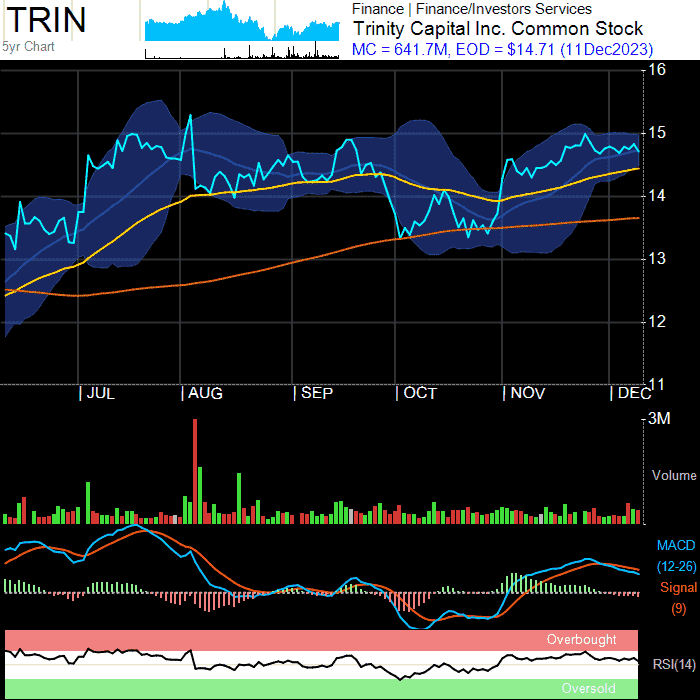 TRIN
5yr Chart
Finance | Finance/Investors Services
Trinity Capital Inc. Common Stock
MC = 641.7M, EOD = $14.71 (11Dec2023)
16
15
14
13
12
11
JUL
AUG
SEP
OCT
NOV
DEC
3M
Volume
MACD
(12-26)
Signal
(9)
Overbought
RSI(14)
Oversold